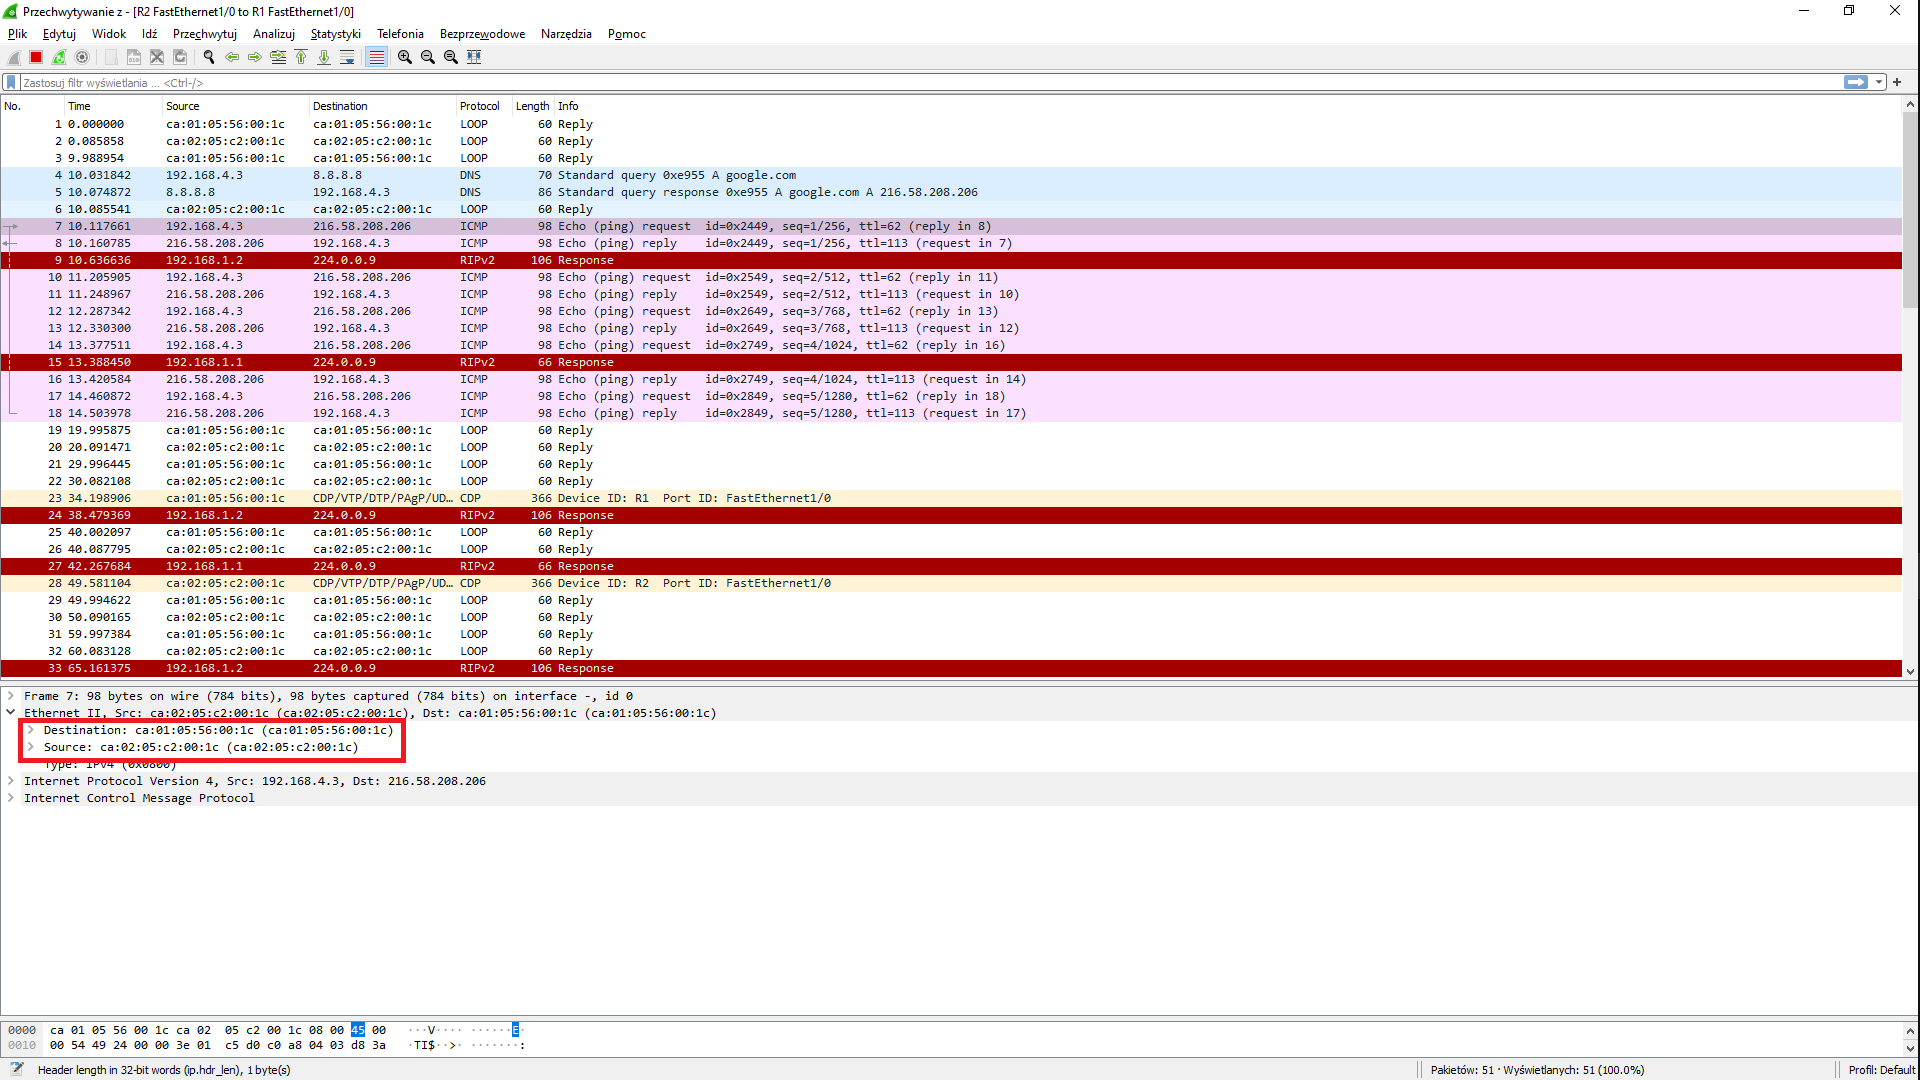 Przechwytywanie z - [R2 FastEthernet1/0 to R1 FastEthernet1/0]
Plik Edytuj Widok Idź Przechwytuj Analizuj Statystyki Telefonia Bezprzewodowe Narzędzia Pomoc
Zastosuj filtr wyświetlania ... <Ctrl-/>
No. Time Source Destination Protocol Length Info
1 0.000000 ca:01:05:56:00:1c ca:01:05:56:00:1c LOOP 60 Reply
2 0.085858 ca:02:05:c2:00:1c ca:02:05:c2:00:1c LOOP 60 Reply
3 9.988954 ca:01:05:56:00:1c ca:01:05:56:00:1c LOOP 60 Reply
4 10.031842 192.168.4.3 8.8.8.8 DNS 70 Standard query 0xe955 A google.com
5 10.074872 8.8.8.8 192.168.4.3 DNS 86 Standard query response 0xe955 A google.com A 216.58.208.206
6 10.085541 ca:02:05:c2:00:1c ca:02:05:c2:00:1c LOOP 60 Reply
7 10.117661 192.168.4.3 216.58.208.206 ICMP 98 Echo (ping) request id=0x2449, seq=1/256, ttl=62 (reply in 8)
8 10.160785 216.58.208.206 192.168.4.3 ICMP 98 Echo (ping) reply id=0x2449, seq=1/256, ttl=113 (request in 7)
9 10.636636 192.168.1.2 224.0.0.9 RIPv2 106 Response
10 11.205905 192.168.4.3 216.58.208.206 ICMP 98 Echo (ping) request id=0x2549, seq=2/512, ttl=62 (reply in 11)
11 11.248967 216.58.208.206 192.168.4.3 ICMP 98 Echo (ping) reply id=0x2549, seq=2/512, ttl=113 (request in 10)
12 12.287342 192.168.4.3 216.58.208.206 ICMP 98 Echo (ping) request id=0x2649, seq=3/768, ttl=62 (reply in 13)
13 12.330300 216.58.208.206 192.168.4.3 ICMP 98 Echo (ping) reply id=0x2649, seq=3/768, ttl=113 (request in 12)
14 13.377511 192.168.4.3 216.58.208.206 ICMP 98 Echo (ping) request id=0x2749, seq=4/1024, ttl=62 (reply in 16)
15 13.388450 192.168.1.1 224.0.0.9 RIPv2 66 Response
16 13.420584 216.58.208.206 192.168.4.3 ICMP 98 Echo (ping) reply id=0x2749, seq=4/1024, ttl=113 (request in 14)
17 14.460872 192.168.4.3 216.58.208.206 ICMP 98 Echo (ping) request id=0x2849, seq=5/1280, ttl=62 (reply in 18)
18 14.503978 216.58.208.206 192.168.4.3 ICMP 98 Echo (ping) reply id=0x2849, seq=5/1280, ttl=113 (request in 17)
19 19.995875 ca:01:05:56:00:1c ca:01:05:56:00:1c LOOP 60 Reply
20 20.091471 ca:02:05:c2:00:1c ca:02:05:c2:00:1c LOOP 60 Reply
21 29.996445 ca:01:05:56:00:1c ca:01:05:56:00:1c LOOP 60 Reply
22 30.082108 ca:02:05:c2:00:1c ca:02:05:c2:00:1c LOOP 60 Reply
23 34.198906 ca:01:05:56:00:1c CDP/VTP/DTP/PAgP/UD... CDP 366 Device ID: R1 Port ID: FastEthernet1/0
24 38.479369 192.168.1.2 224.0.0.9 RIPv2 106 Response
25 40.002097 ca:01:05:56:00:1c ca:01:05:56:00:1c LOOP 60 Reply
26 40.087795 ca:02:05:c2:00:1c ca:02:05:c2:00:1c LOOP 60 Reply
27 42.267684 192.168.1.1 224.0.0.9 RIPv2 66 Response
28 49.581104 ca:02:05:c2:00:1c CDP/VTP/DTP/PAgP/UD... CDP 366 Device ID: R2 Port ID: FastEthernet1/0
29 49.994622 ca:01:05:56:00:1c ca:01:05:56:00:1c LOOP 60 Reply
30 50.090165 ca:02:05:c2:00:1c ca:02:05:c2:00:1c LOOP 60 Reply
31 59.997384 ca:01:05:56:00:1c ca:01:05:56:00:1c LOOP 60 Reply
32 60.083128 ca:02:05:c2:00:1c ca:02:05:c2:00:1c LOOP 60 Reply
33 65.161375 192.168.1.2 224.0.0.9 RIPv2 106 Response
Frame 7: 98 bytes on wire (784 bits), 98 bytes captured (784 bits) on interface -, id 0
Ethernet II, Src: ca:02:05:c2:00:1c (ca:02:05:c2:00:1c), Dst: ca:01:05:56:00:1c (ca:01:05:56:00:1c)
Destination: ca:01:05:56:00:1c (ca:01:05:56:00:1c)
Source: ca:02:05:c2:00:1c (ca:02:05:c2:00:1c)
Type: IPv4 (0x0800)
Internet Protocol Version 4, Src: 192.168.4.3, Dst: 216.58.208.206
Internet Control Message Protocol
0000 ca 01 05 56 00 1c ca 02 05 c2 00 1c 08 00 45 00 ···V···· ······E·
0010 00 54 49 24 00 00 3e 01 c5 d0 c0 a8 04 03 d8 3a ·TI$··>· ·······:
Header length in 32-bit words (ip.hdr_len), 1 byte(s)
Pakietów: 51 · Wyświetlanych: 51 (100.0%)
Profil: Default